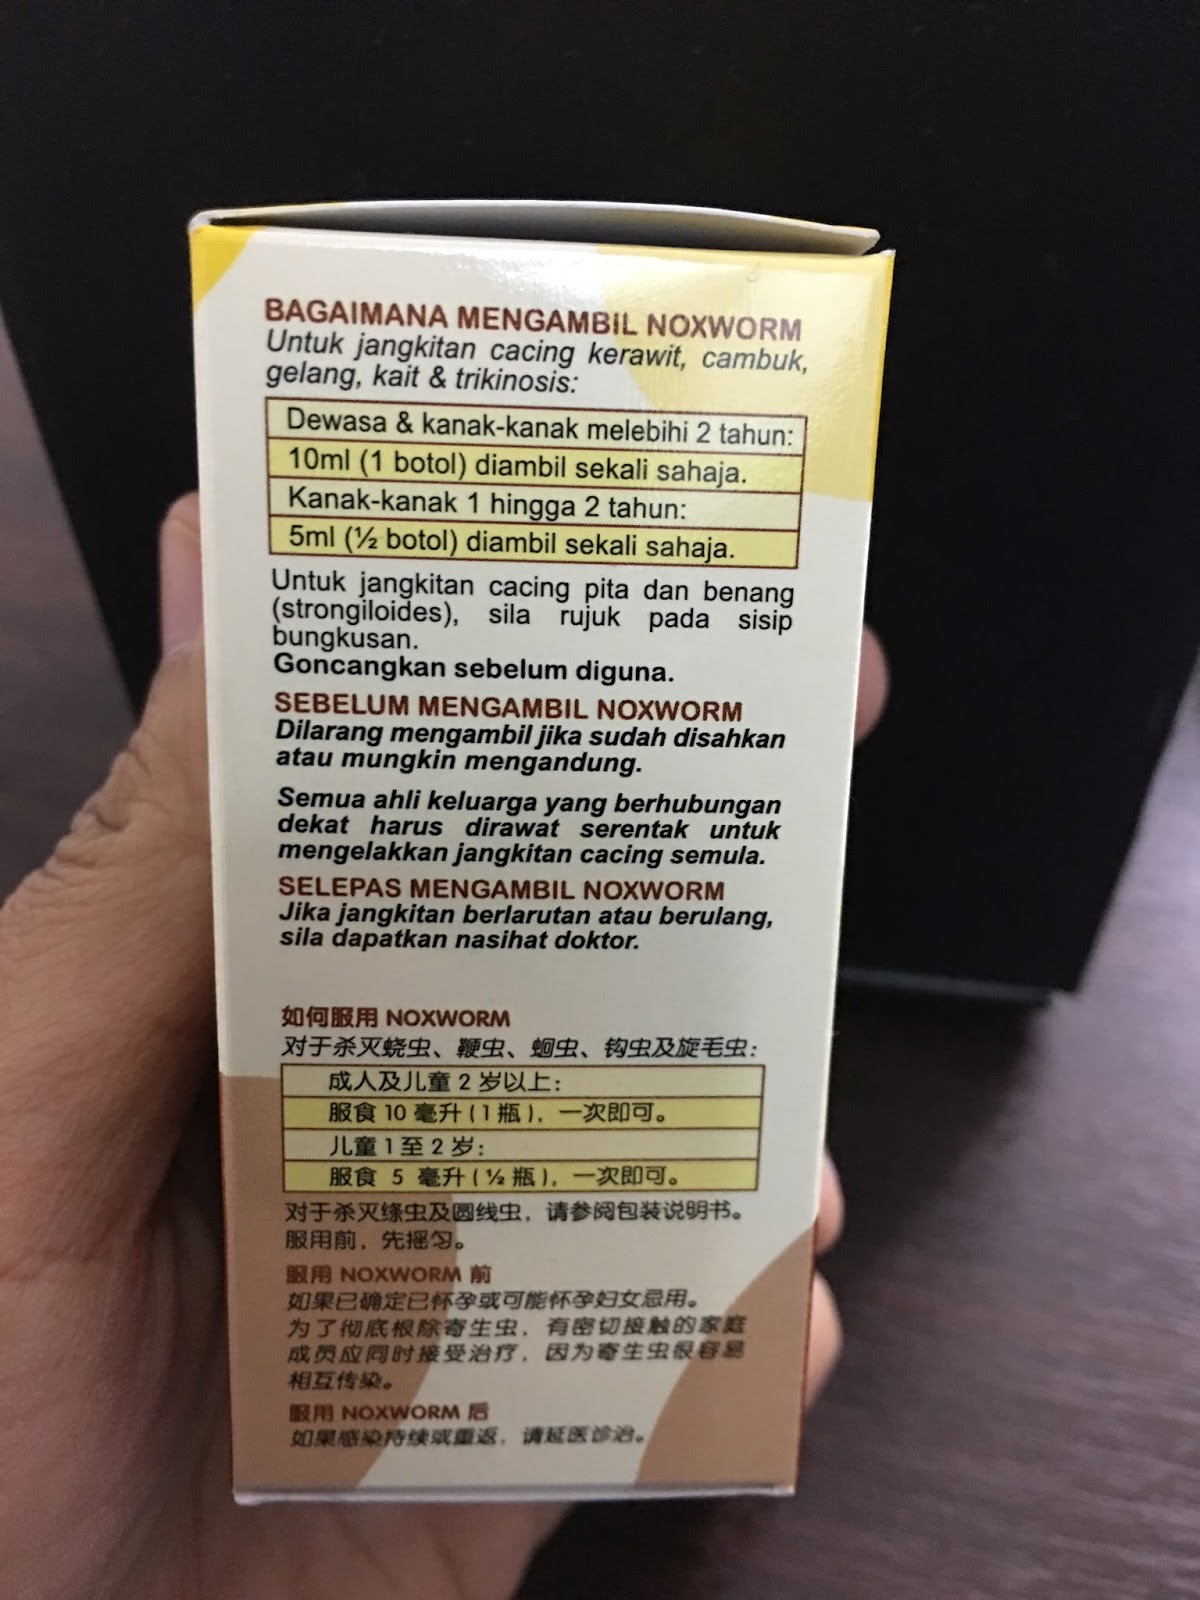 BAGAIMANA MENGAMBIL NOXWORM
Untuk jangkitan cacing kerawit, cambuk,
gelang, kait & trikinosis:
Dewasa & kanak-kanak melebihi 2 tahun:
10ml (1 botol) diambil sekali sahaja.
Kanak-kanak 1 hingga 2 tahun:
5ml (½ botol) diambil sekali sahaja.
Untuk jangkitan cacing pita dan benang
(strongiloides), sila rujuk pada sisip
bungkusan.
Goncangkan sebelum diguna.
SEBELUM MENGAMBIL NOXWORM
Dilarang mengambil jika sudah disahkan
atau mungkin mengandung.
Semua ahli keluarga yang berhubungan
dekat harus dirawat serentak untuk
mengelakkan jangkitan cacing semula.
SELEPAS MENGAMBIL NOXWORM
Jika jangkitan berlarutan atau berulang,
sila dapatkan nasihat doktor.
如何服用 NOXWORM
对于杀灭蛲虫、鞭虫、蛔虫、钩虫及旋毛虫:
成人及儿童 2 岁以上:
服食 10 毫升 (1 瓶), 一次即可。
儿童 1 至 2 岁:
服食 5 毫升 (½ 瓶), 一次即可。
对于杀灭绦虫及圆线虫, 请参阅包装说明书。
服用前, 先摇匀。
服用 NOXWORM 前
如果已确定已怀孕或可能怀孕妇女忌用。
为了彻底根除寄生虫, 有密切接触的家庭
成员应同时接受治疗, 因为寄生虫很容易
相互传染。
服用 NOXWORM 后
如果感染持续或重返, 请延医诊治。